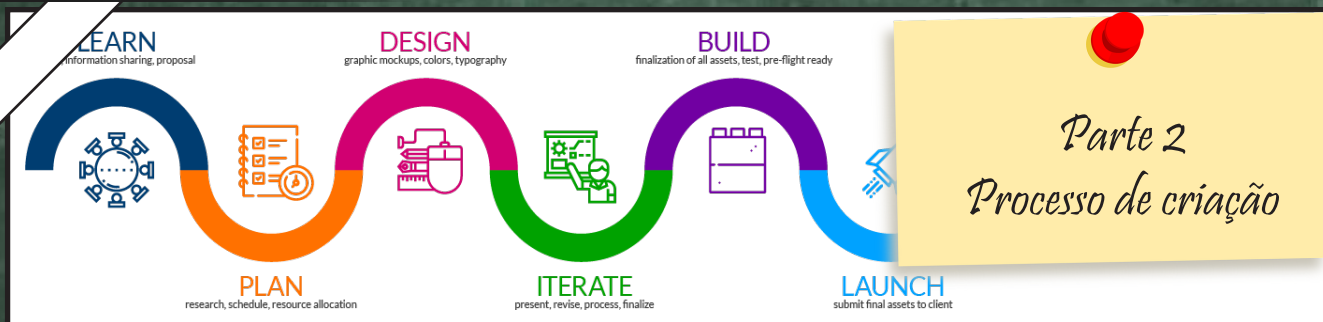 LEARN
information sharing, proposal
DESIGN
graphic mockups, colors, typography
BUILD
finalization of all assets, test, pre-flight ready
PLAN
research, schedule, resource allocation
ITERATE
present, revise, process, finalize
LAUNCH
submit final assets to client
Parte 2
Processo de criação